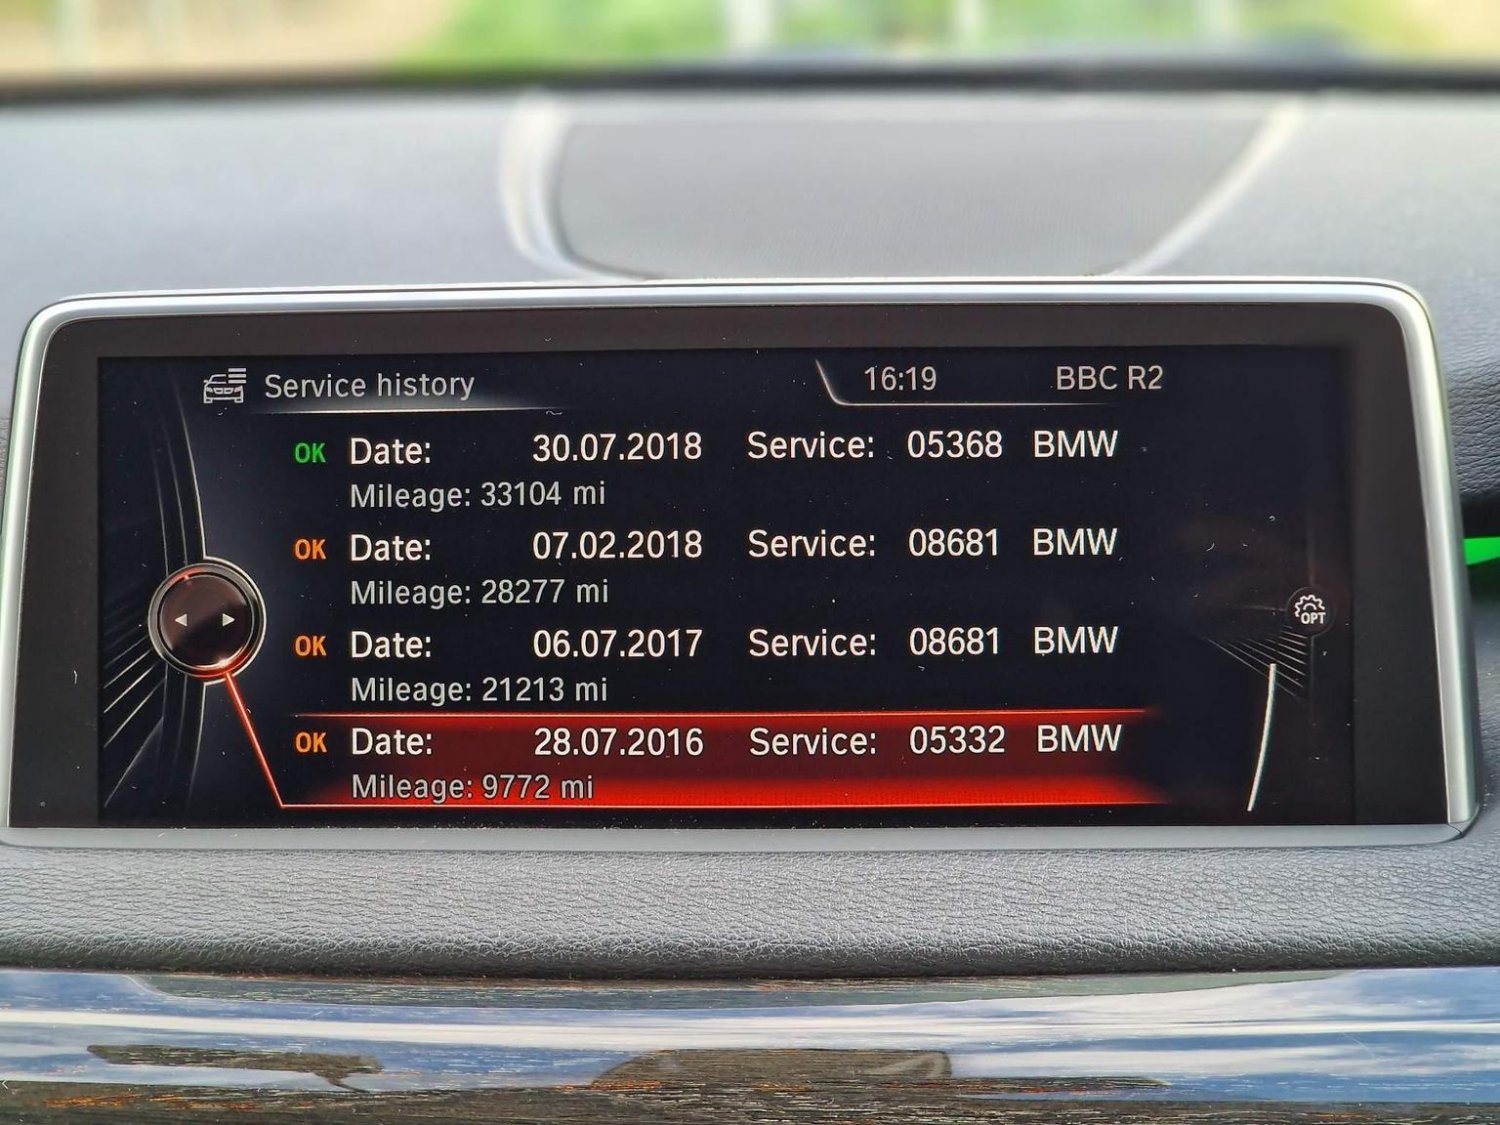 Service history 16:19 BBC R2
OK Date: 30.07.2018 Service: 05368 BMW
Mileage: 33104 mi
OK Date: 07.02.2018 Service: 08681 BMW
Mileage: 28277 mi
OK Date: 06.07.2017 Service: 08681 BMW
Mileage: 21213 mi
OPT
OK Date: 28.07.2016 Service: 05332 BMW
Mileage: 9772 mi